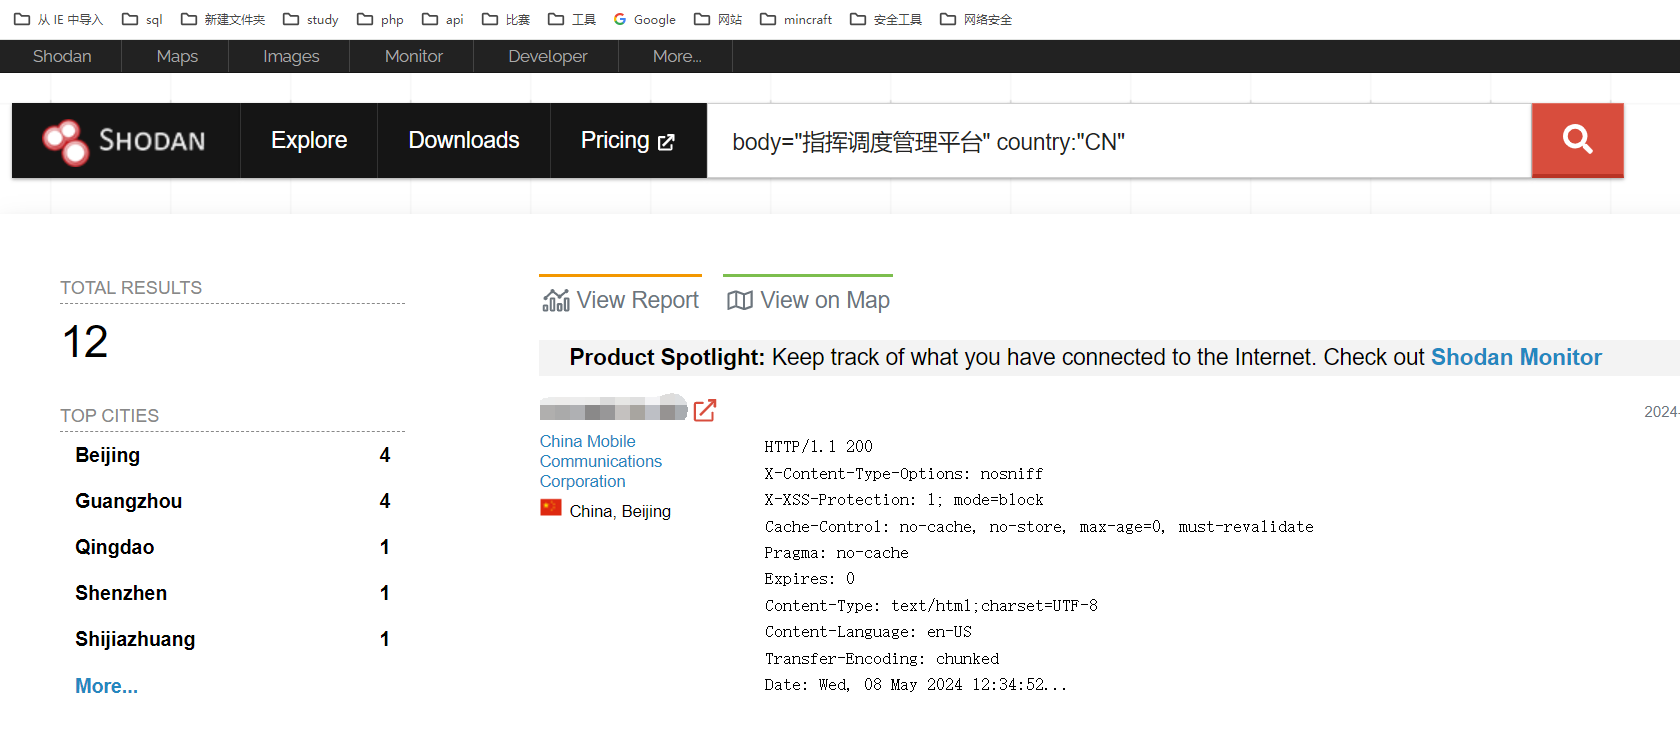 从 IE 中导入 sql 新建文件夹 study php api 比赛 工具 Google 网站 mincraft 安全工具 网络安全
Shodan Maps Images Monitor Developer More...
SHODAN Explore Downloads Pricing body="指挥调度管理平台" country:"CN"
TOTAL RESULTS
12
TOP CITIES
Beijing 4
Guangzhou 4
Qingdao 1
Shenzhen 1
Shijiazhuang 1
More...
View Report View on Map
Product Spotlight: Keep track of what you have connected to the Internet. Check out Shodan Monitor
2024-
China Mobile
Communications
Corporation
China, Beijing
HTTP/1.1 200
X-Content-Type-Options: nosniff
X-XSS-Protection: 1; mode=block
Cache-Control: no-cache, no-store, max-age=0, must-revalidate
Pragma: no-cache
Expires: 0
Content-Type: text/html;charset=UTF-8
Content-Language: en-US
Transfer-Encoding: chunked
Date: Wed, 08 May 2024 12:34:52...